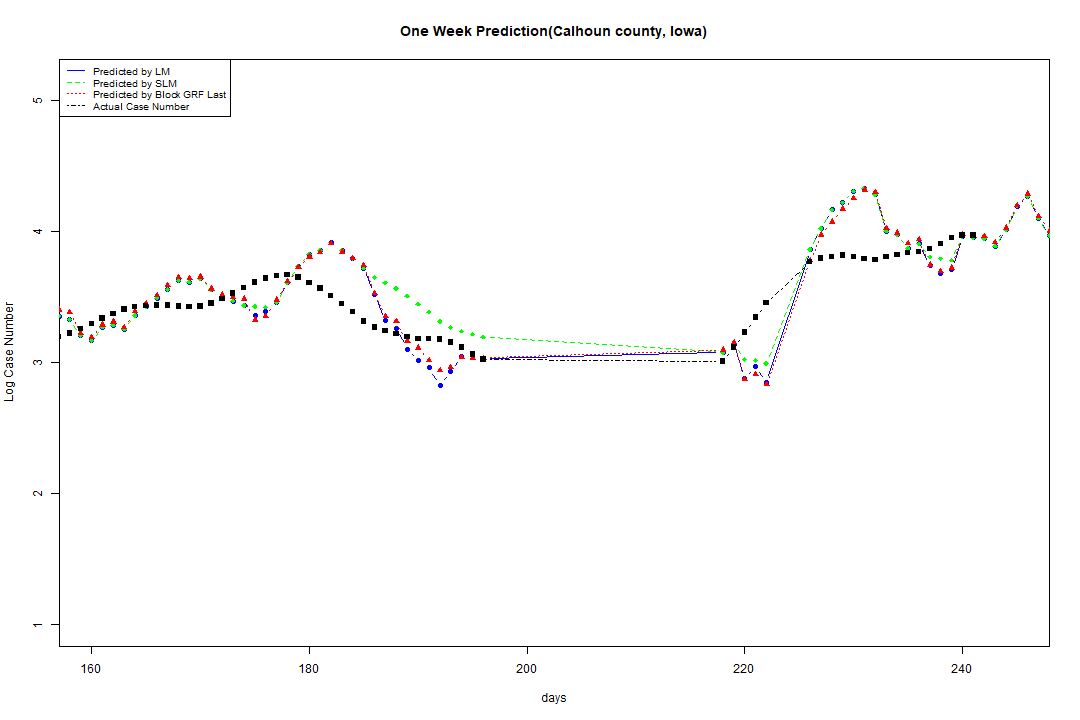 One Week Prediction(Calhoun county, Iowa)
Predicted by LM
Predicted by SLM
Predicted by Block GRF Last
Actual Case Number
5
4
3
2
1
Log Case Number
160 180 200 220 240
days